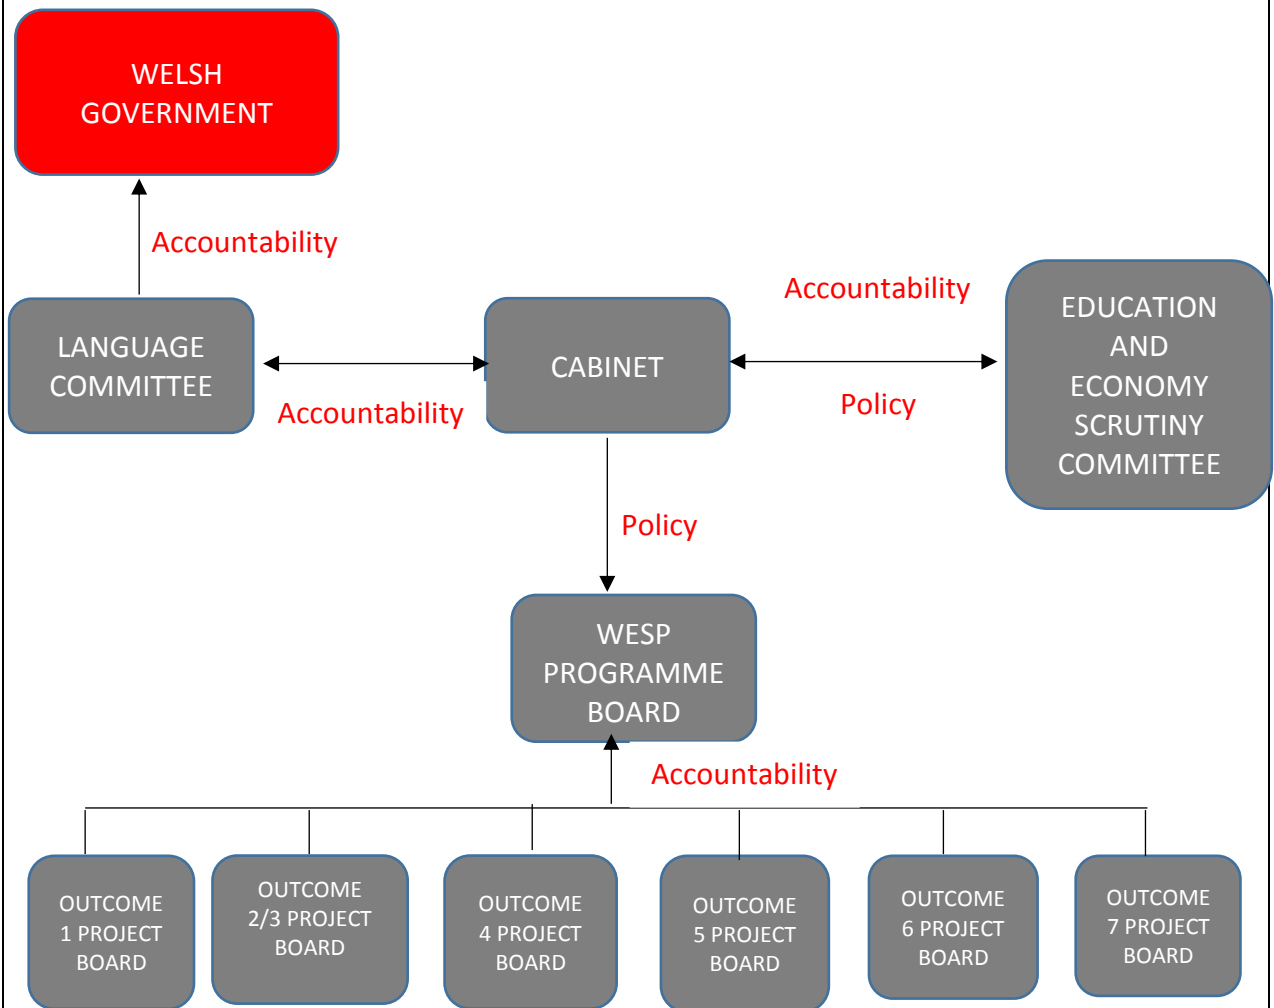 WELSH
GOVERNMENT
Accountability
LANGUAGE
COMMITTEE
Accountability
CABINET
Accountability
Policy
EDUCATION
AND
ECONOMY
SCRUTINY
COMMITTEE
Policy
WESP
PROGRAMME
BOARD
Accountability
OUTCOME
1 PROJECT
BOARD
OUTCOME
2/3 PROJECT
BOARD
OUTCOME
4 PROJECT
BOARD
OUTCOME
5 PROJECT
BOARD
OUTCOME
6 PROJECT
BOARD
OUTCOME
7 PROJECT
BOARD